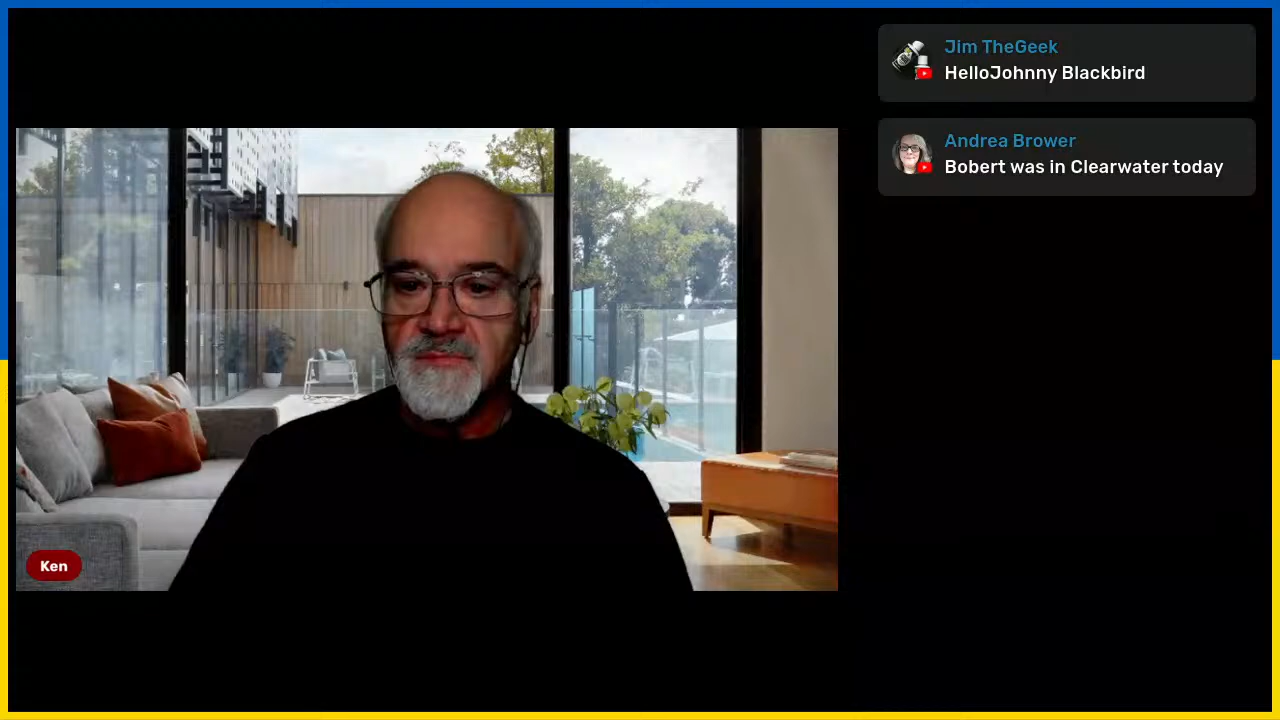 Jim TheGeek
HelloJohnny Blackbird
Andrea Brower
Bobert was in Clearwater today
Ken